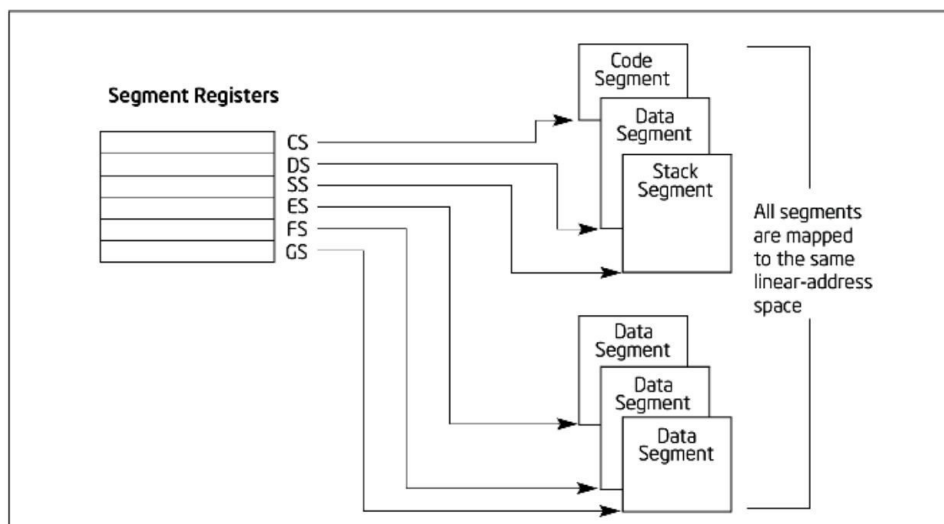 Segment Registers
CS
DS
SS
ES
FS
GS
Code
Segment
Data
Segment
Stack
Segment
Data
Segment
Data
Segment
Data
Segment
All segments
are mapped
to the same
linear-address
space